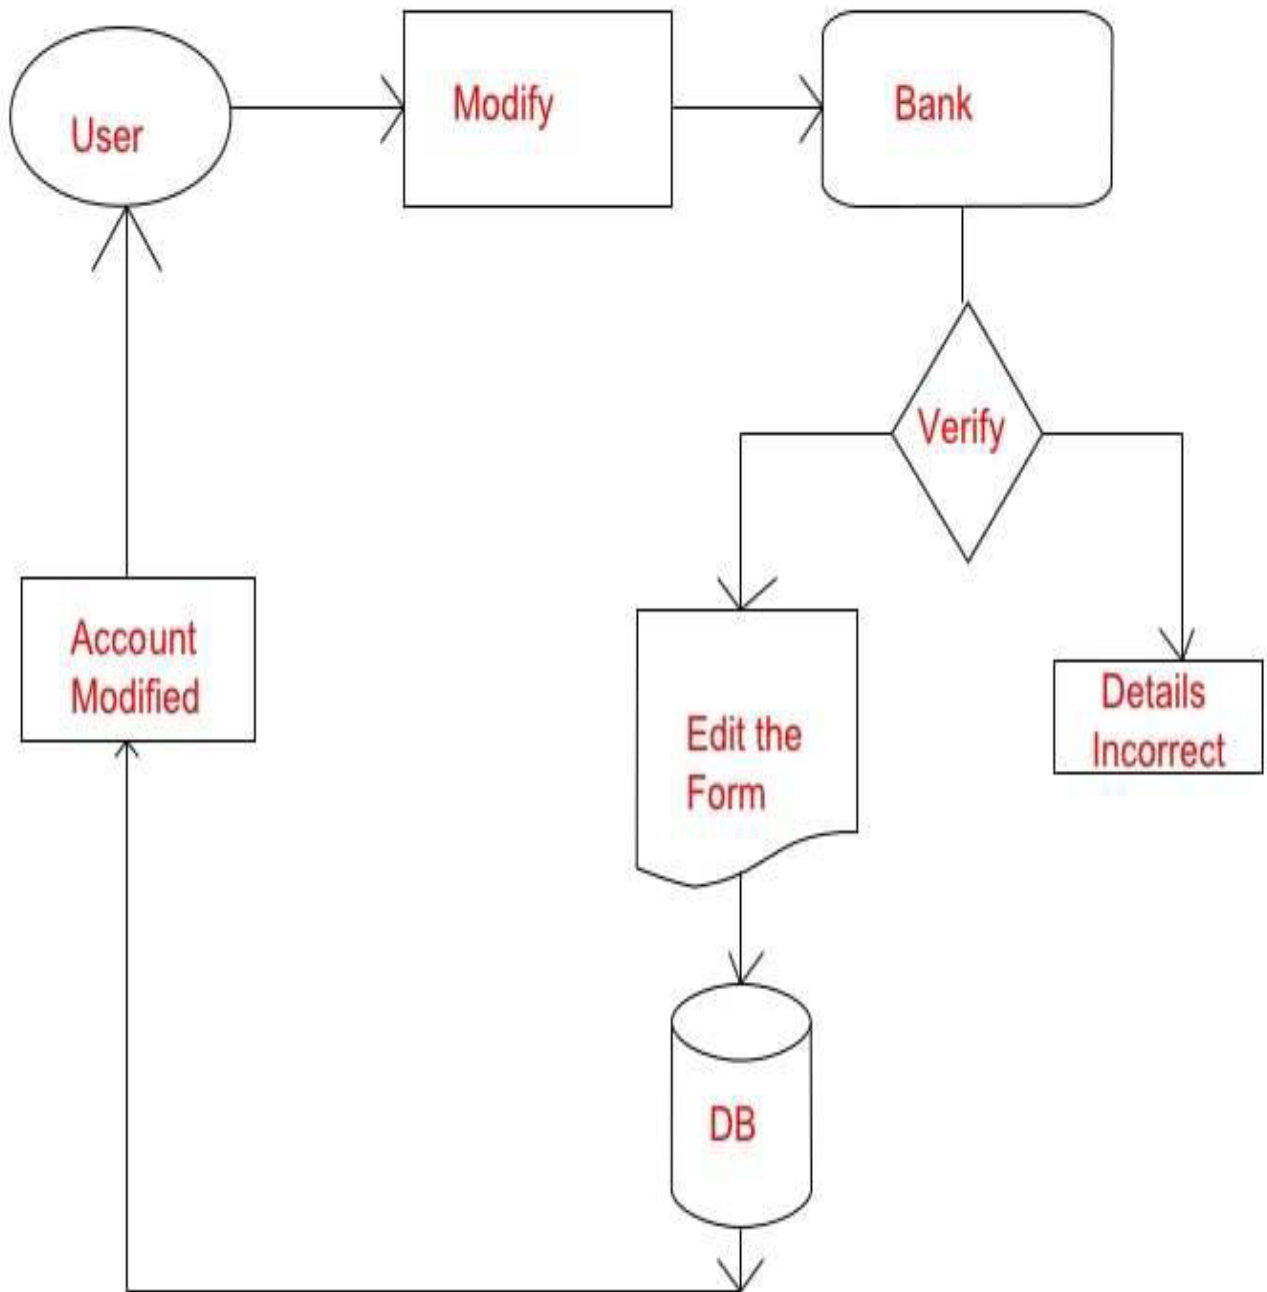 User
Modify
Bank
Verify
Account
Modified
Edit the
Form
Details
Incorrect
DB